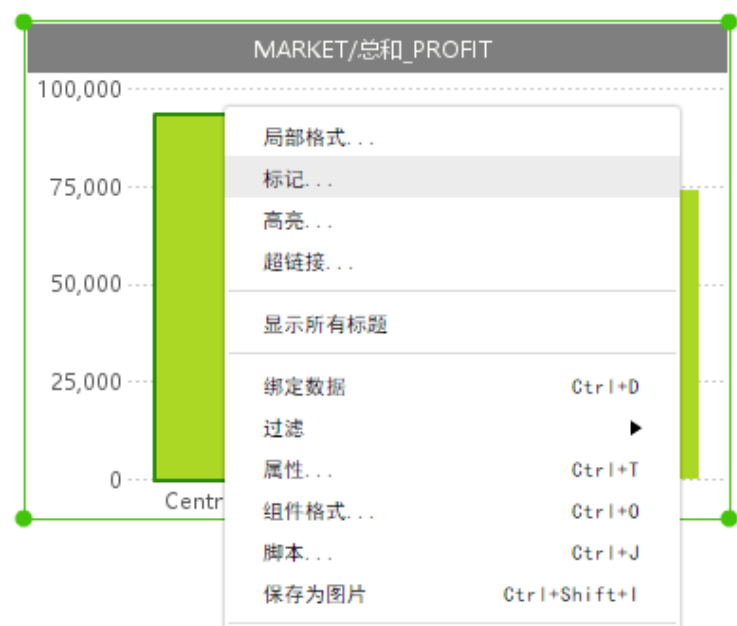 MARKET/总和_PROFIT
100,000
75,000
50,000
25,000
0
Centr
局部格式...
标记...
高亮...
超链接...
显示所有标题
绑定数据 Ctrl+D
过滤
属性... Ctrl+T
组件格式... Ctrl+O
脚本... Ctrl+J
保存为图片 Ctrl+Shift+I